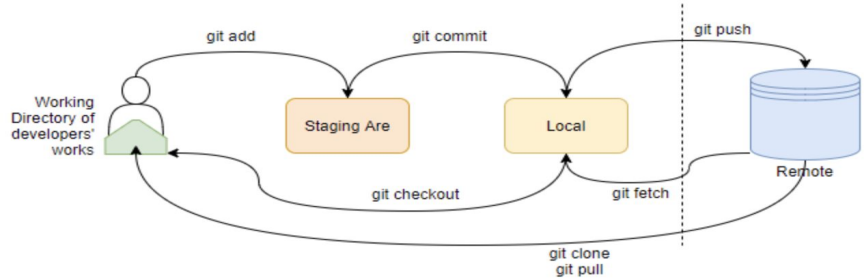 git add
git commit
git push
Working
Directory of
developers'
works
Staging Are
Local
Remote
git checkout
git fetch
git clone
git pull